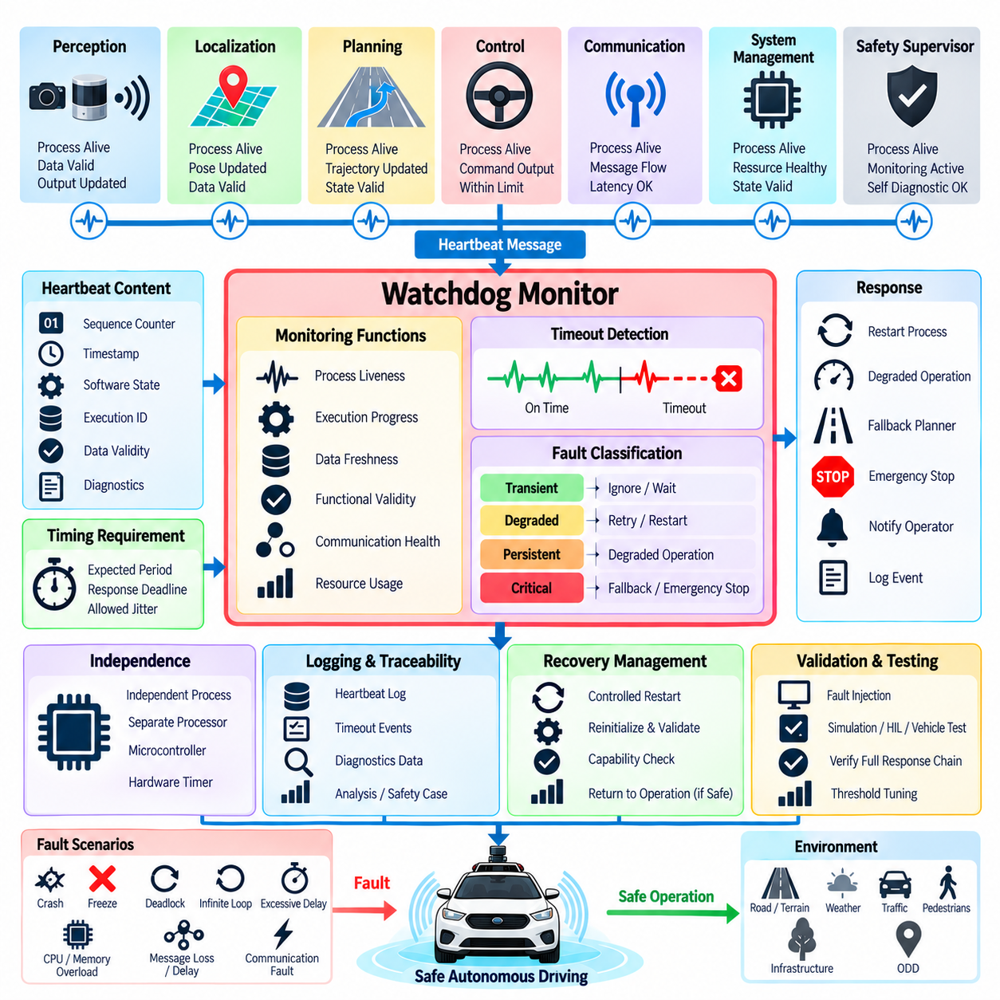 Perception
Process Alive
Data Valid
Output Updated
Localization
Process Alive
Pose Updated
Data Valid
Planning
Process Alive
Trajectory Updated
State Valid
Control
Process Alive
Command Output
Within Limit
Communication
Process Alive
Message Flow
Latency OK
System
Management
Process Alive
Ressurce Healthy
State Valid
Safety Supervisor
Process Alive
Monitoring Active
Self Diagnostic OK
Heartbeat Message
Heartbeat Content
01
Sequence Counter
Timestamp
Software State
Execution ID
Data Validity
Diagnostics
Timing Requirement
Expected Period
Response Deadline
Allowed Jitter
Watchdog Monitor
Monitoring Functions
Process Liveness
Execution Progress
Data Freshness
Functional Validity
Communication Health
Resource Usage
Timeout Detection
On Time
Timeout
Fault Classification
Transient
Ignore / Wait
Degraded
Retry / Restart
Persistent
Degraded Operation
Critical
Fallback / Emergency Stop
Response
Restart Process
Degraded Operation
Fallback Planner
STOP
Emergency Stop
Notify Operator
Log Event
Independence
Independent Process
Separate Processor
Microcontroller
Hardware Timer
Logging & Traceability
Heartbeat Log
Timeout Events
Diagnostics Data
Analysis / Safety Case
Recovery Management
Controlled Restart
Reinitialize & Validate
Capability Check
Return to Operation (if Safe)
Validation & Testing
Fault Injection
Simulation / HIL / Vehicle Test
Verify Full Response Chain
Threshold Tuning
Fault Scenarios
Crash
Freeze
Deadlock
Infinite Loop
Excessive Delay
CPU / Memory
Overload
Message Loss
/ Delay
Communication
Fault
Fault
Safe Autonomous Driving
Safe Operation
Environment
Road / Terrain
Weather
Traffic
Pedestrians
Infrastructure
ODD